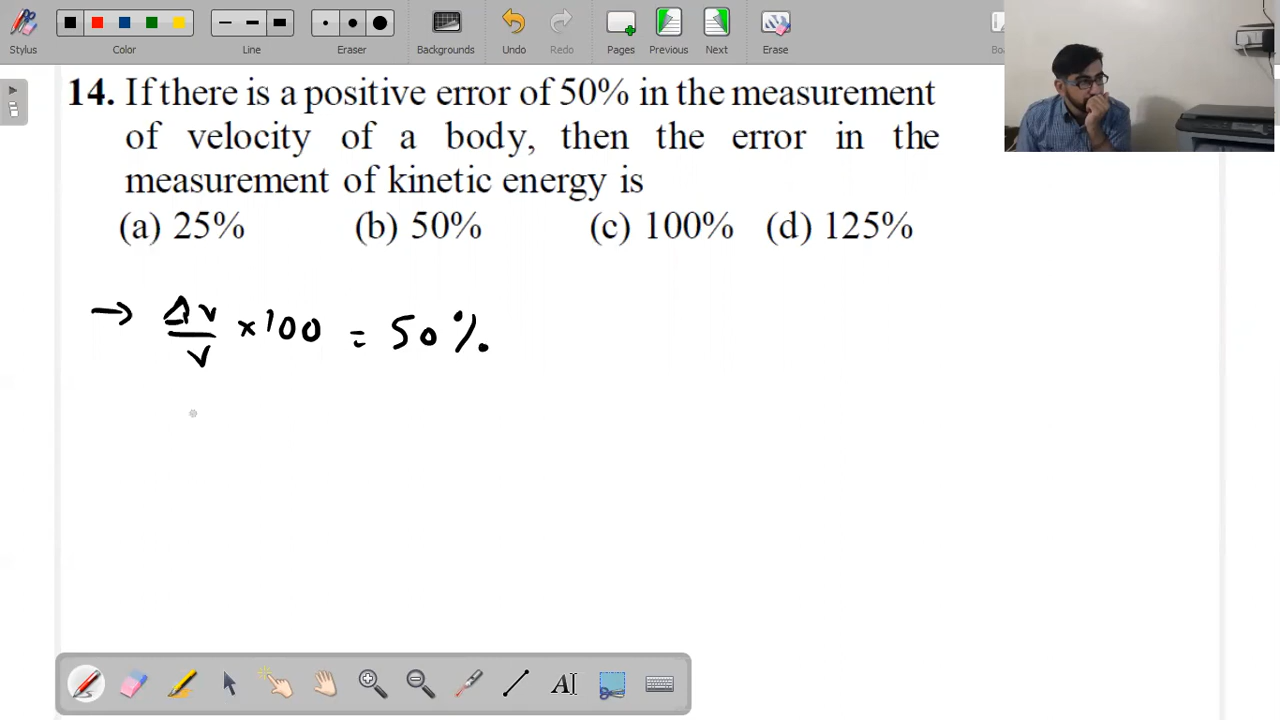 Stylus Color Line Eraser Backgrounds Undo Redo Pages Previous Next Erase
14. If there is a positive error of 50% in the measurement
of velocity of a body, then the error in the
measurement of kinetic energy is
(a) 25% (b) 50% (c) 100% (d) 125%
→ Δv/v ×100 = 50%.